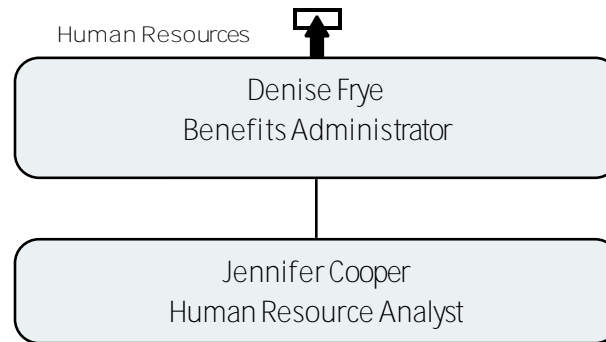 Human Resources
Denise Frye
Benefits Administrator
Jennifer Cooper
Human Resource Analyst